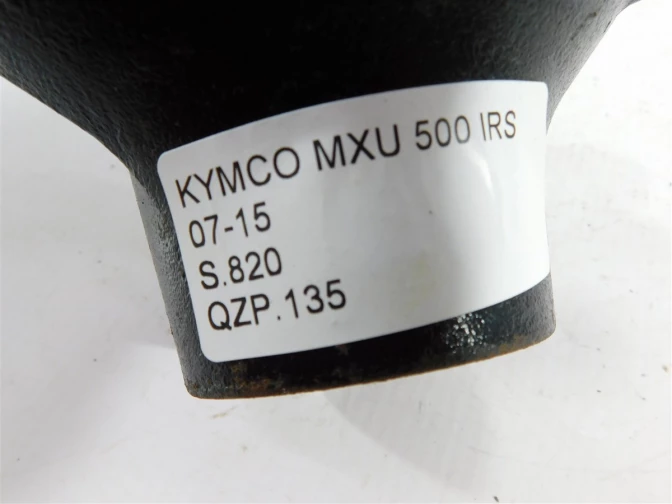 KYMCO MXU 500 IRS
07-15
S.820
QZP.135